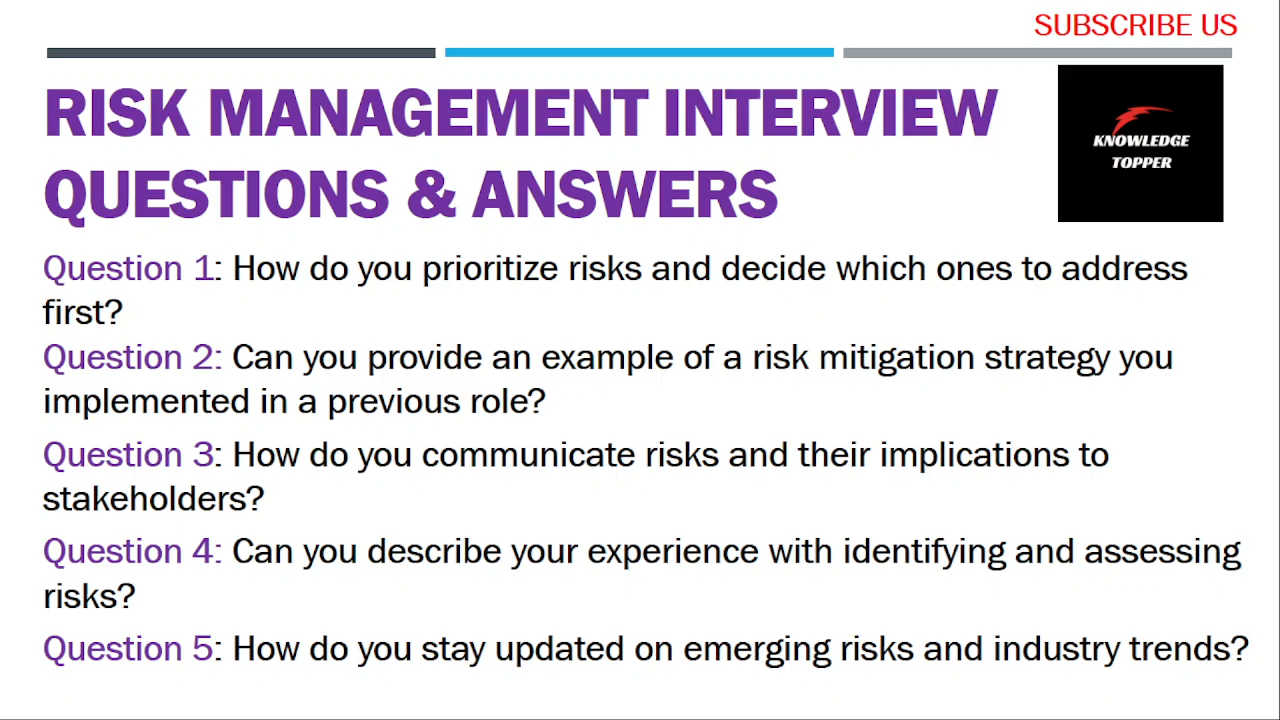 SUBSCRIBE US
RISK MANAGEMENT INTERVIEW
QUESTIONS & ANSWERS
KNOWLEDGE
TOPPER
Question 1: How do you prioritize risks and decide which ones to address
first?
Question 2: Can you provide an example of a risk mitigation strategy you
implemented in a previous role?
Question 3: How do you communicate risks and their implications to
stakeholders?
Question 4: Can you describe your experience with identifying and assessing
risks?
Question 5: How do you stay updated on emerging risks and industry trends?